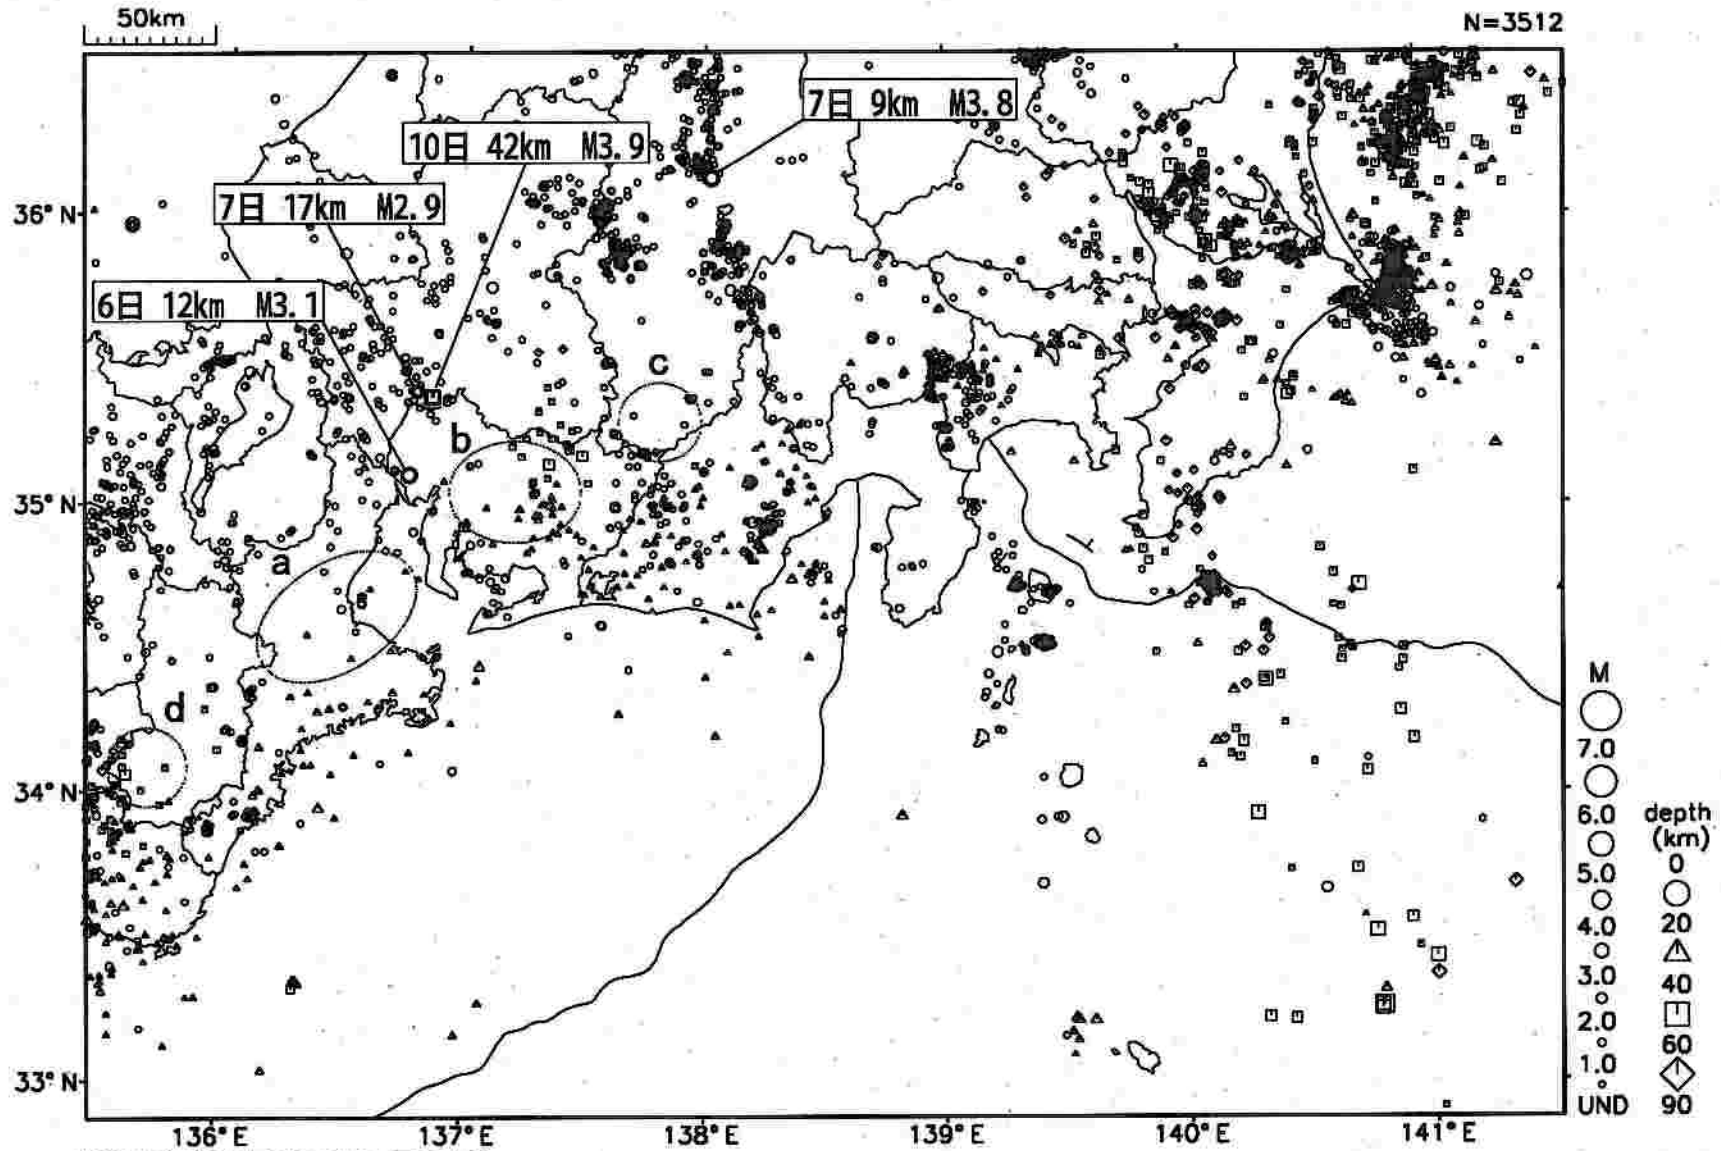 50km
N=3512
7日 9km M3.8
10日 42km M3.9
7日 17km M2.9
6日 12km M3.1
36°N
35°N
34°N
33°N
a
b
c
d
136°E
137°E
138°E
139°E
140°E
141°E
M
7.0
6.0
5.0
4.0
3.0
2.0
1.0
UND
depth
(km)
0
20
40
60
90